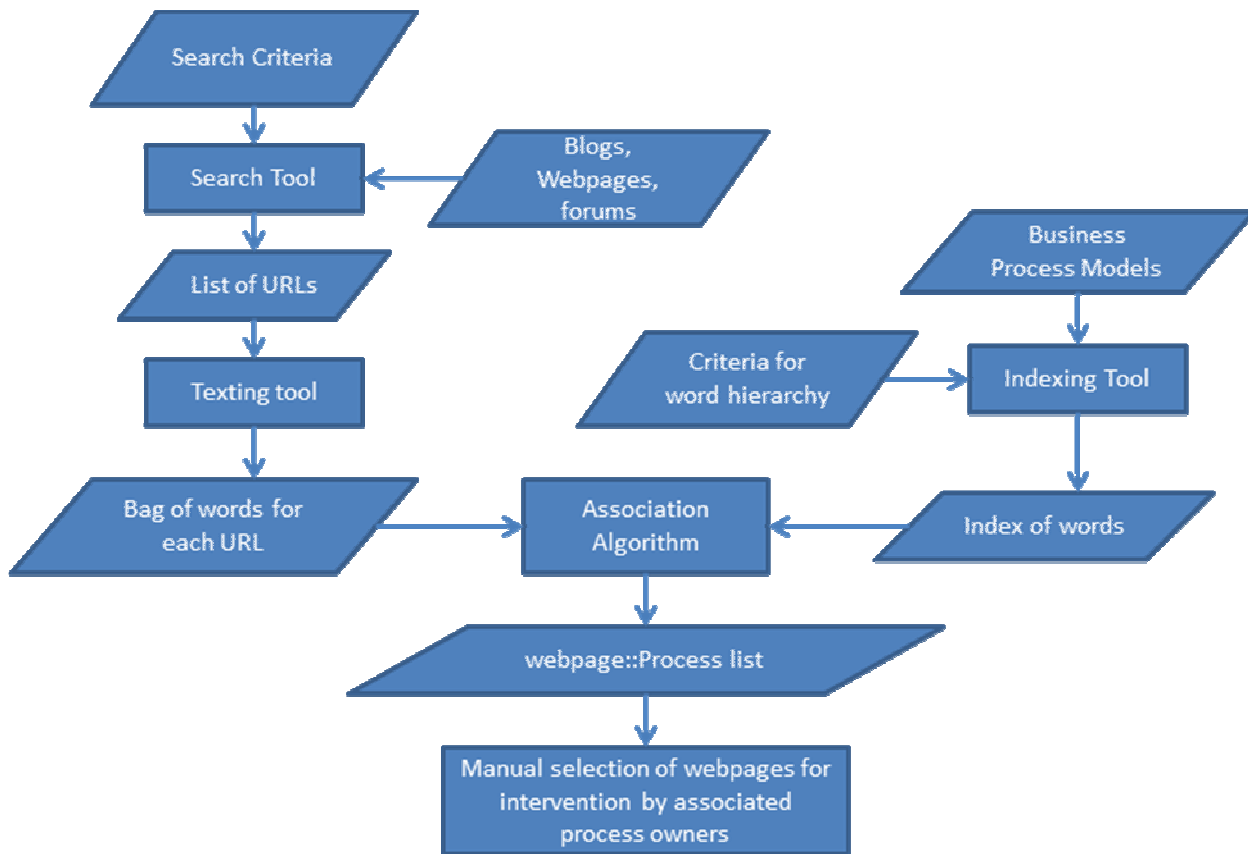 Search Criteria
Search Tool
Blogs,
Webpages,
forums
List of URLs
Business
Process Models
Texting tool
Criteria for
word hierarchy
Indexing Tool
Bag of words for
each URL
Association
Algorithm
Index of words
webpage::Process list
Manual selection of webpages for
intervention by associated
process owners